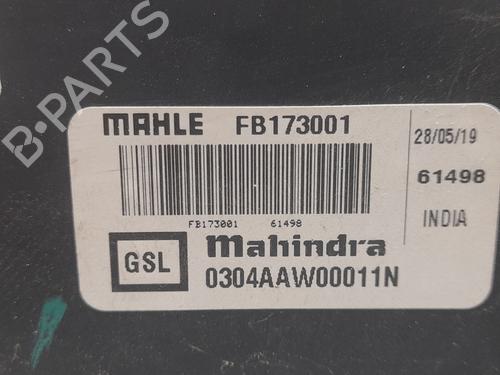 B-PARTS
MAHLE FB173001
28/05/19
61498
INDIA
FB173001 61498
GSL
Mahindra
0304AAW00011N